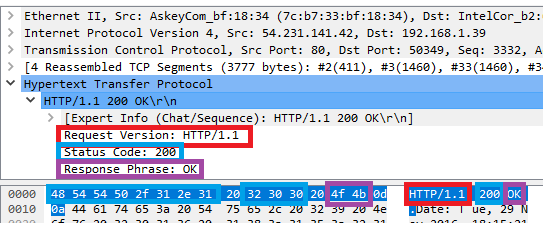 Ethernet II, Src: AskeyCom_bf:18:34 (7c:b7:33:bf:18:34), Dst: IntelCor_b2:
Internet Protocol Version 4, Src: 54.231.141.42, Dst: 192.168.1.39
Transmission Control Protocol, Src Port: 80, Dst Port: 50349, Seq: 3332, A
[4 Reassembled TCP Segments (3777 bytes): #2(411), #3(1460), #33(1460), #34
Hypertext Transfer Protocol
HTTP/1.1 200 OK\r\n
[Expert Info (Chat/Sequence): HTTP/1.1 200 OK\r\n]
Request Version: HTTP/1.1
Status Code: 200
Response Phrase: OK
0000 48 54 54 50 2f 31 2e 31 20 32 30 30 20 4f 4b 0d HTTP/1.1 200 OK
0010 0a 44 61 74 65 3a 20 54 75 65 2c 20 32 39 20 4e .Date: T ue, 29 N